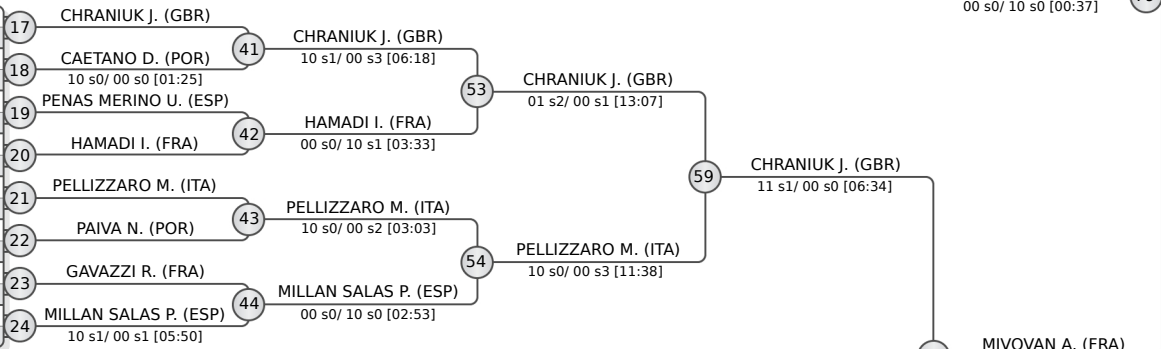 00 s0/ 10 s0 [00:37]
17
CHRANIUK J. (GBR)
18
CAETANO D. (POR)
10 s0/ 00 s0 [01:25]
19
PENAS MERINO U. (ESP)
20
HAMADI I. (FRA)
21
PELLIZZARO M. (ITA)
22
PAIVA N. (POR)
23
GAVAZZI R. (FRA)
24
MILLAN SALAS P. (ESP)
10 s1/ 00 s1 [05:50]
41
CHRANIUK J. (GBR)
10 s1/ 00 s3 [06:18]
42
HAMADI I. (FRA)
00 s0/ 10 s1 [03:33]
43
PELLIZZARO M. (ITA)
10 s0/ 00 s2 [03:03]
44
MILLAN SALAS P. (ESP)
00 s0/ 10 s0 [02:53]
53
CHRANIUK J. (GBR)
01 s2/ 00 s1 [13:07]
54
PELLIZZARO M. (ITA)
10 s0/ 00 s3 [11:38]
59
CHRANIUK J. (GBR)
11 s1/ 00 s0 [06:34]
MIVOYAN A. (FRA)